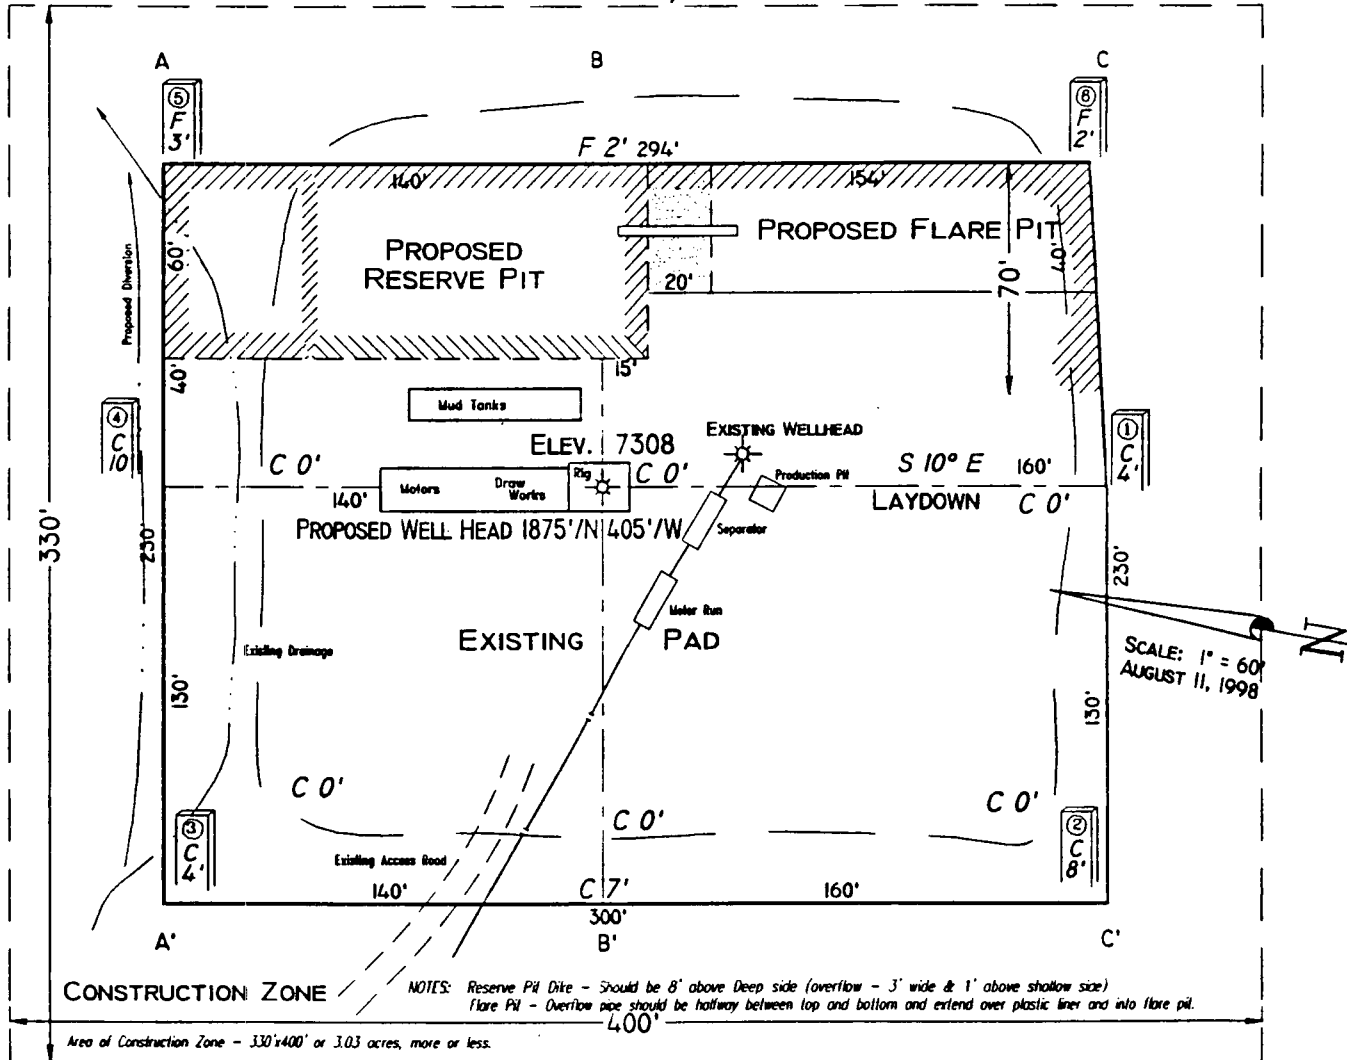 A
B
C
⑤
F
3'
⑧
F
2'
F 2' 294'
140'
154'
PROPOSED
RESERVE PIT
PROPOSED FLARE PIT
60'
40'
70'
20'
Proposed Diversion
15'
40'
④
C
10'
Mud Tanks
①
C
4'
ELEV. 7308
EXISTING WELLHEAD
C 0'
Rig
C 0'
S 10° E
160'
Production Pit
140'
Motors
Draw
Works
LAYDOWN
C 0'
PROPOSED WELL HEAD 1875'/N 405'/W
Separator
330'
230'
230'
Meter Run
EXISTING PAD
Existing Drainage
N
SCALE: 1" = 60'
AUGUST 11, 1998
130'
130'
C 0'
C 0'
C 0'
③
C
4'
②
C
8'
Existing Access Road
140'
C 7'
160'
300'
A'
B'
C'
CONSTRUCTION ZONE
NOTES: Reserve Pit Dike - Should be 8' above Deep side (overflow - 3' wide & 1' above shallow side)
Flare Pit - Overflow pipe should be halfway between top and bottom and extend over plastic liner and into flare pit.
400'
Area of Construction Zone - 330'x400' or 3.03 acres, more or less.